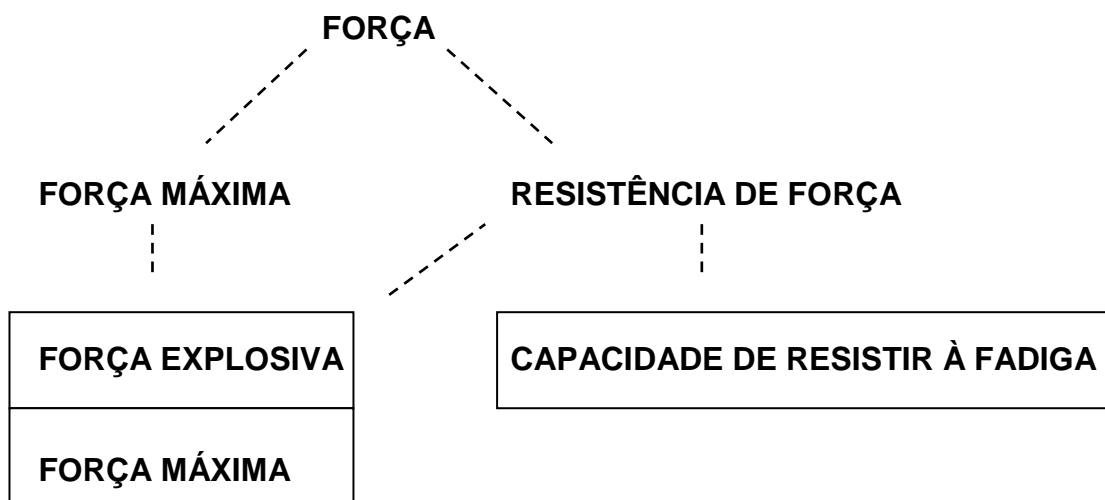 FORÇA
FORÇA MÁXIMA RESISTÊNCIA DE FORÇA
FORÇA EXPLOSIVA CAPACIDADE DE RESISTIR À FADIGA
FORÇA MÁXIMA